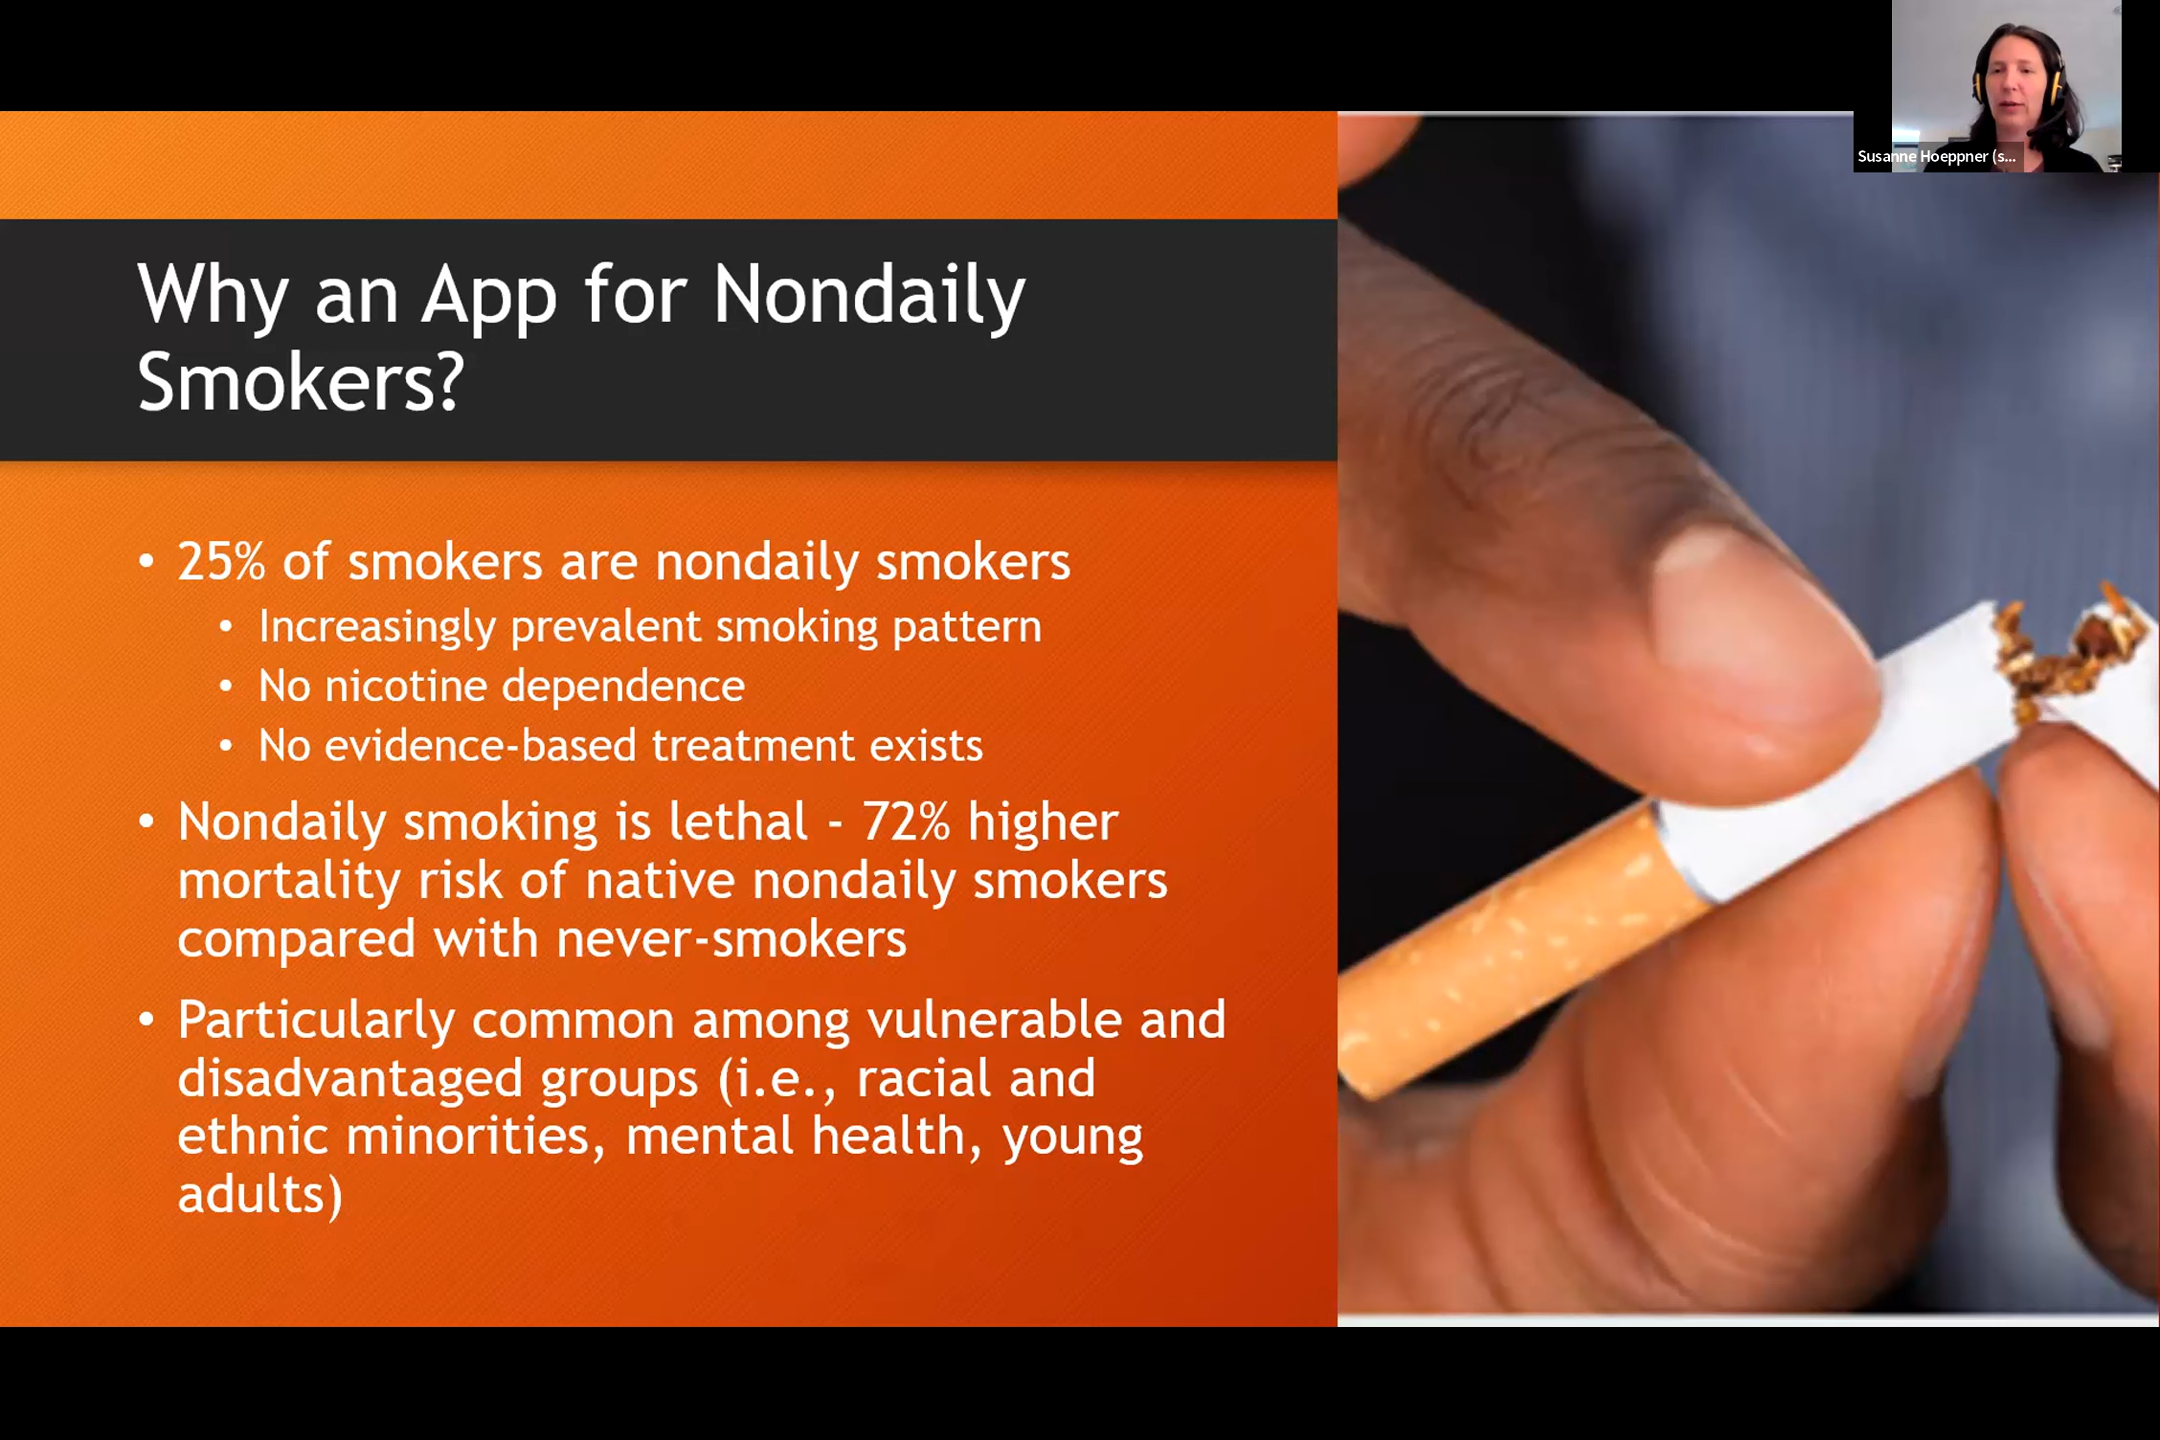 Susanne Hoeppner (s...
Why an App for Nondaily
Smokers?
• 25% of smokers are nondaily smokers
• Increasingly prevalent smoking pattern
• No nicotine dependence
• No evidence-based treatment exists
• Nondaily smoking is lethal - 72% higher
mortality risk of native nondaily smokers
compared with never-smokers
• Particularly common among vulnerable and
disadvantaged groups (i.e., racial and
ethnic minorities, mental health, young
adults)